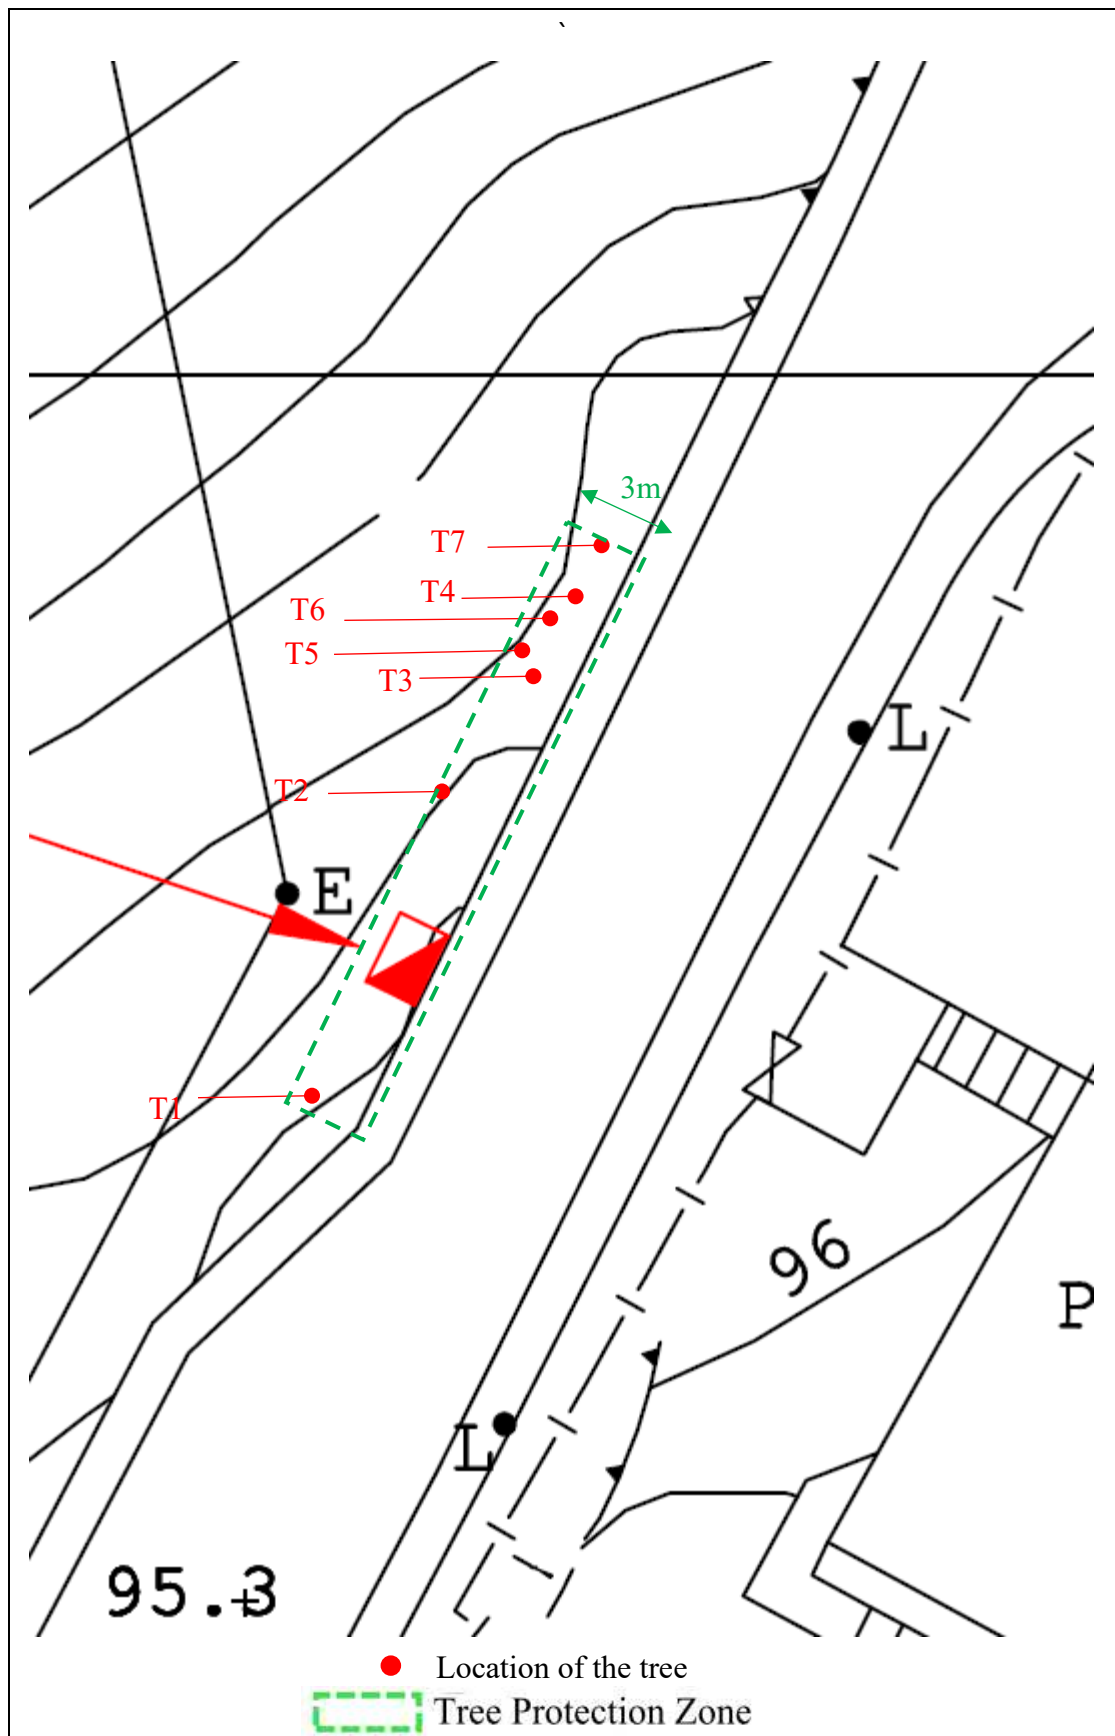 `
3m
T7
T4
T6
T5
T3
L
T2
E
T1
96
P
L
95.3
Location of the tree
Tree Protection Zone